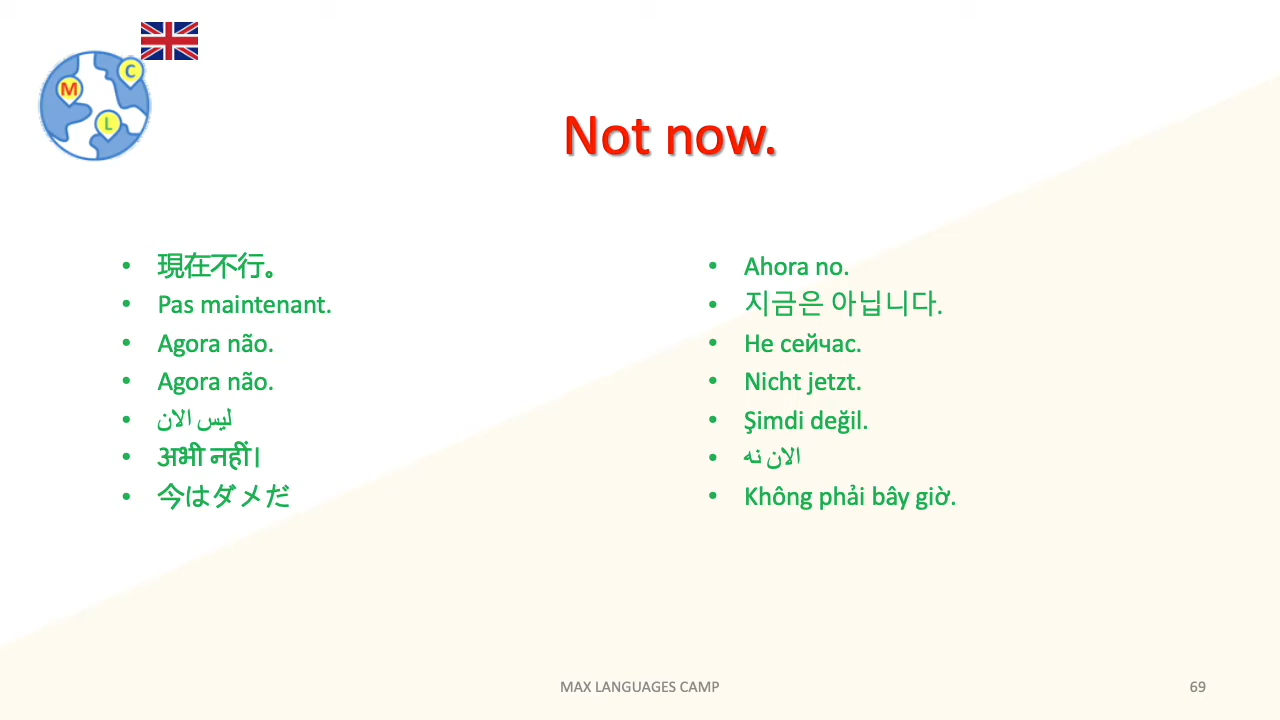 C
M
L
Not now.
現在不行。
Pas maintenant.
Agora não.
Agora não.
ليس الان
अभी नहीं।
今はダメだ
Ahora no.
지금은 아닙니다.
Не сейчас.
Nicht jetzt.
Şimdi değil.
الان نه
Không phải bây giờ.
MAX LANGUAGES CAMP
69